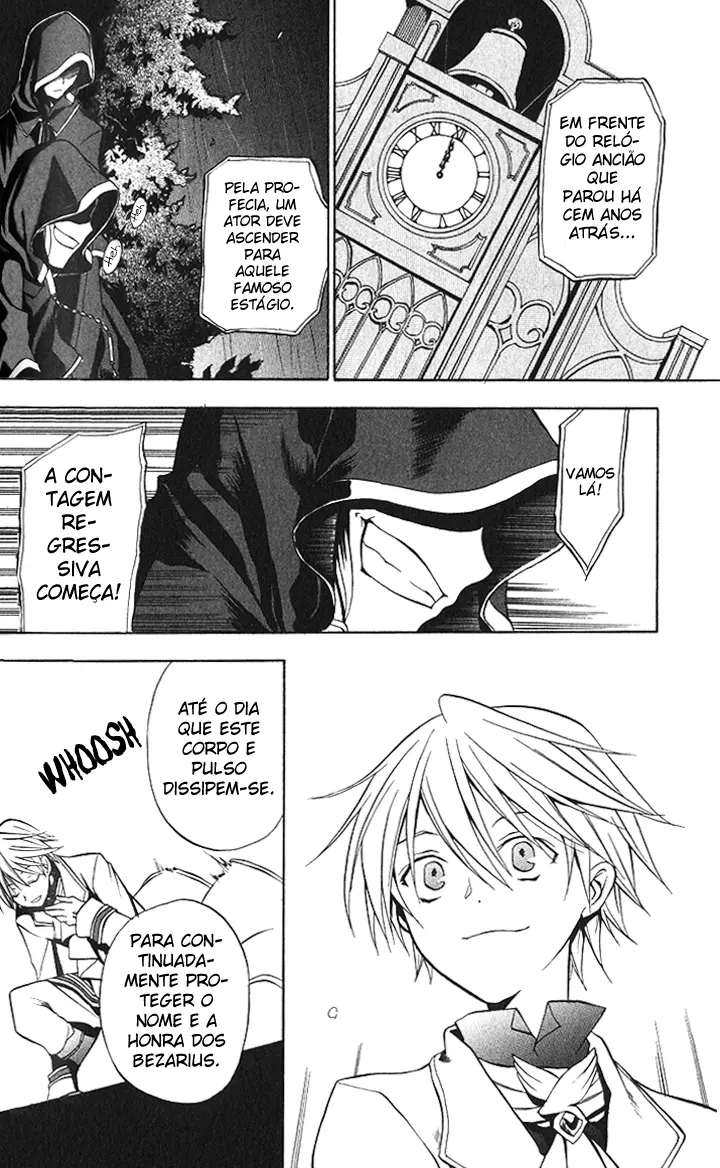 EM FRENTE
DO RELÓ-
GIO ANCIÃO
QUE
PAROU HÁ
CEM ANOS
ATRÁS...
PELA PRO-
FECIA, UM
ATOR DEVE
ASCENDER
PARA
AQUELE
FAMOSO
ESTÁGIO.
Heh
Heh
VAMOS
LÁ!
A CON-
TAGEM
RE-
GRES-
SIVA
COMEÇA!
ATÉ O DIA
QUE ESTE
CORPO E
PULSO
DISSIPEM-SE.
WHOOSH
PARA CON-
TINUADA-
MENTE PRO-
TEGER O
NOME E A
HONRA DOS
BEZARIUS.